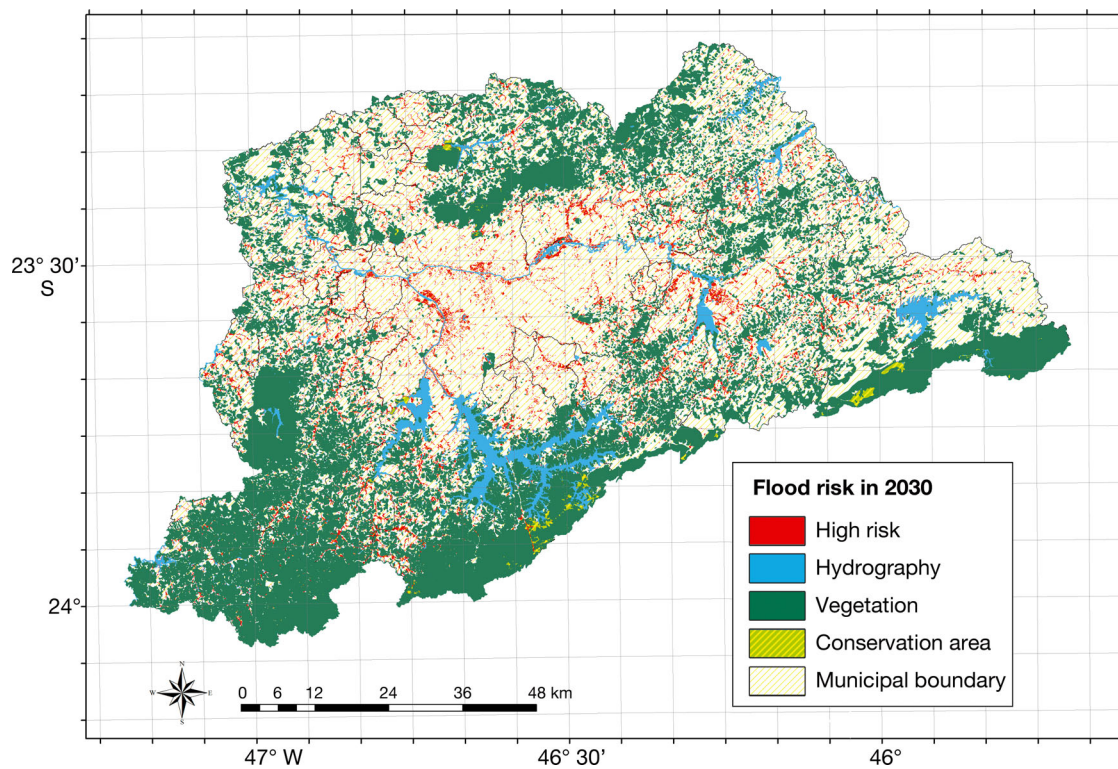 23° 30’
S
24°
47° W
46° 30’
46°
N
W
E
S
0 6 12 24 36 48 km
Flood risk in 2030
High risk
Hydrography
Vegetation
Conservation area
Municipal boundary